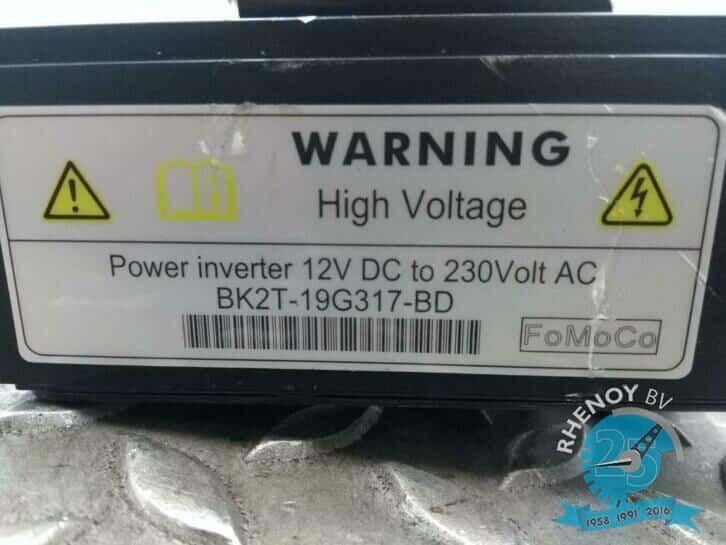 WARNING
High Voltage
Power inverter 12V DC to 230Volt AC
BK2T-19G317-BD
FoMoCo
RHENOY BV
25
1958 1991 2016